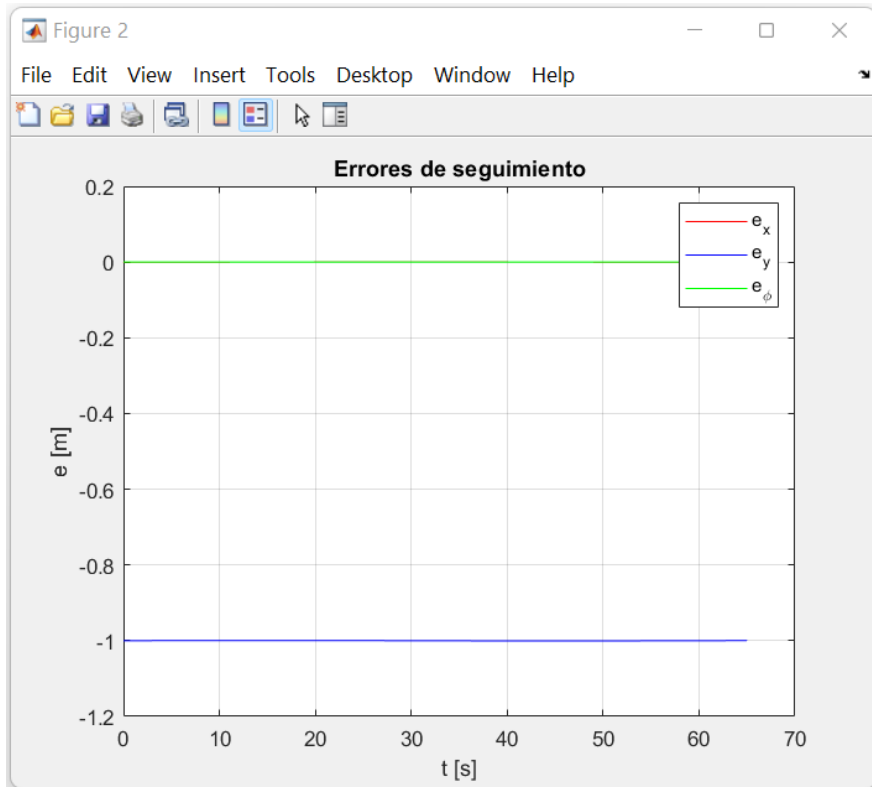 Figure 2
File Edit View Insert Tools Desktop Window Help
Errores de seguimiento
0.2
0
-0.2
-0.4
-0.6
-0.8
-1
-1.2
e [m]
e_x
e_y
e_ϕ
0 10 20 30 40 50 60 70
t [s]